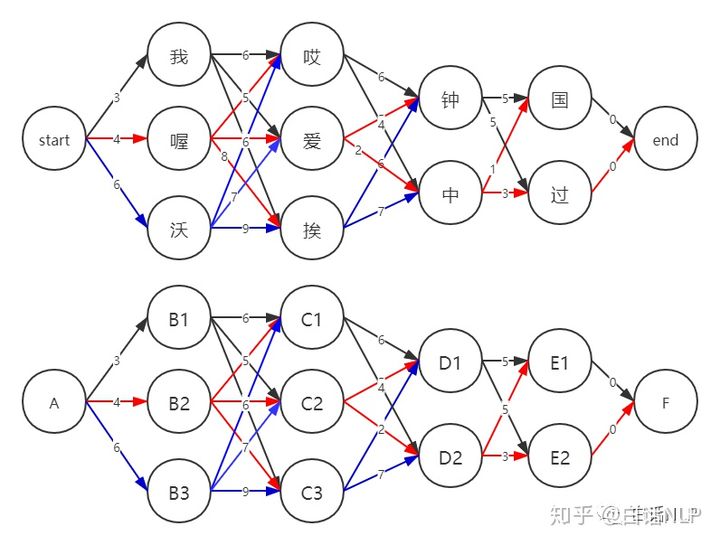 我 6 哎
3 5 6 钟 5 国
start 4 喔 6 爱 4 5 0 end
8 2 1 0
6 7 6 中 3 过
沃 9 挨 7
B1 6 C1
3 5 6 D1 5 E1
A 4 B2 6 C2 4 5 0 F
7 2 0
6 D2 3 E2
B3 9 C3 7
知乎 @白话NLP